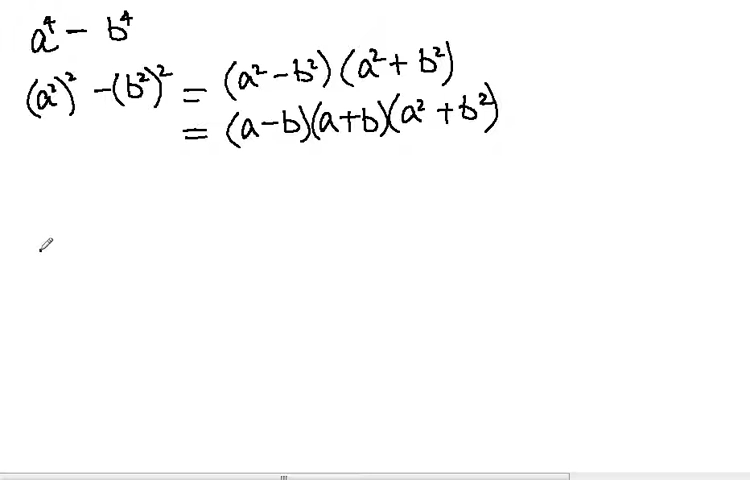 a⁴ − b⁴
(a²)² −(b²)² = (a² − b²) (a² + b²)
= (a−b)(a+b)(a² + b²)